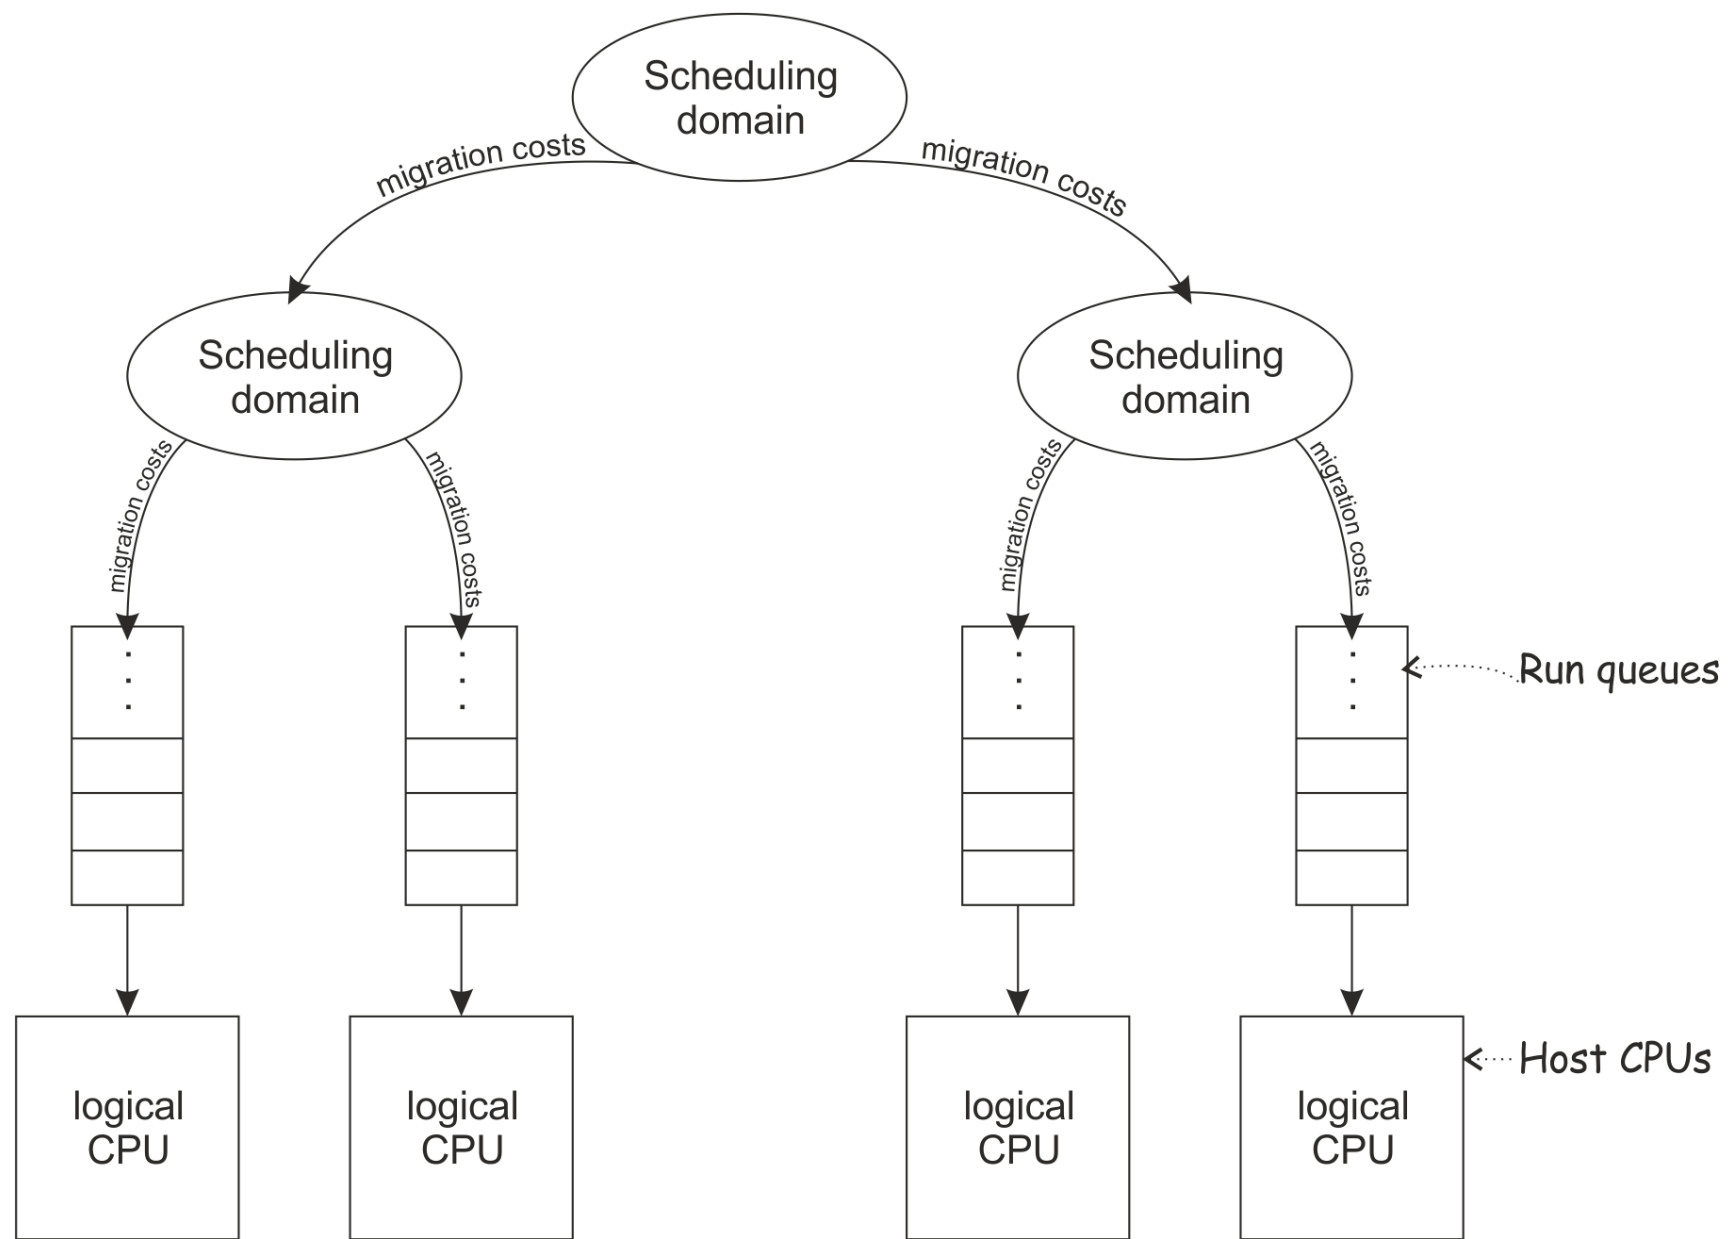 Scheduling
domain
migration costs
migration costs
Scheduling
domain
Scheduling
domain
migration costs
migration costs
migration costs
migration costs
Run queues
Host CPUs
logical
CPU
logical
CPU
logical
CPU
logical
CPU